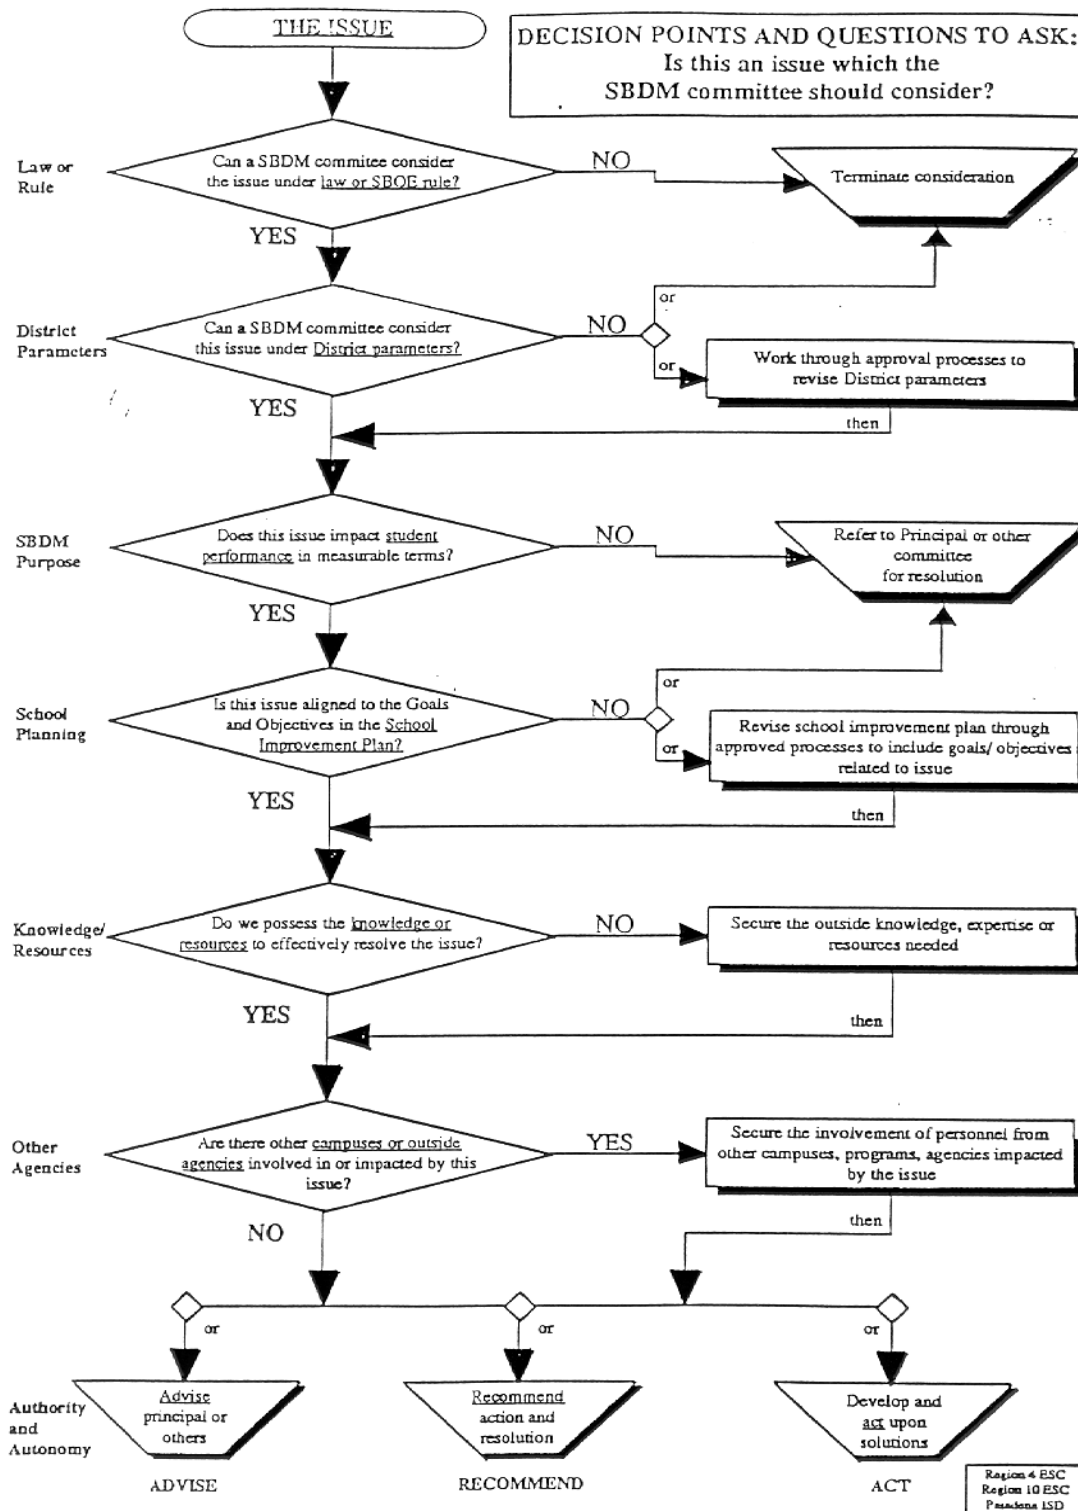 THE ISSUE
DECISION POINTS AND QUESTIONS TO ASK:
Is this an issue which the
SBDM committee should consider?
Law or
Rule
Can a SBDM commitee consider
the issue under law or SBOE rule?
NO
Terminate consideration
YES
District
Parameters
Can a SBDM committee consider
this issue under District parameters?
NO
or
or
Work through approval processes to
revise District parameters
YES
then
SBDM
Purpose
Does this issue impact student
performance in measurable terms?
NO
Refer to Principal or other
committee
for resolution
YES
School
Planning
Is this issue aligned to the Goals
and Objectives in the School
Improvement Plan?
NO
or
or
Revise school improvement plan through
approved processes to include goals/ objectives
related to issue
YES
then
Knowledge/
Resources
Do we possess the knowledge or
resources to effectively resolve the issue?
NO
Secure the outside knowledge, expertise or
resources needed
YES
then
Other
Agencies
Are there other campuses or outside
agencies involved in or impacted by this
issue?
YES
Secure the involvement of personnel from
other campuses, programs, agencies impacted
by the issue
NO
then
or
or
or
Authority
and
Autonomy
Advise
principal or
others
Recommend
action and
resolution
Develop and
act upon
solutions
ADVISE
RECOMMEND
ACT
Region 4 ESC
Region 10 ESC
Pasadena ISD